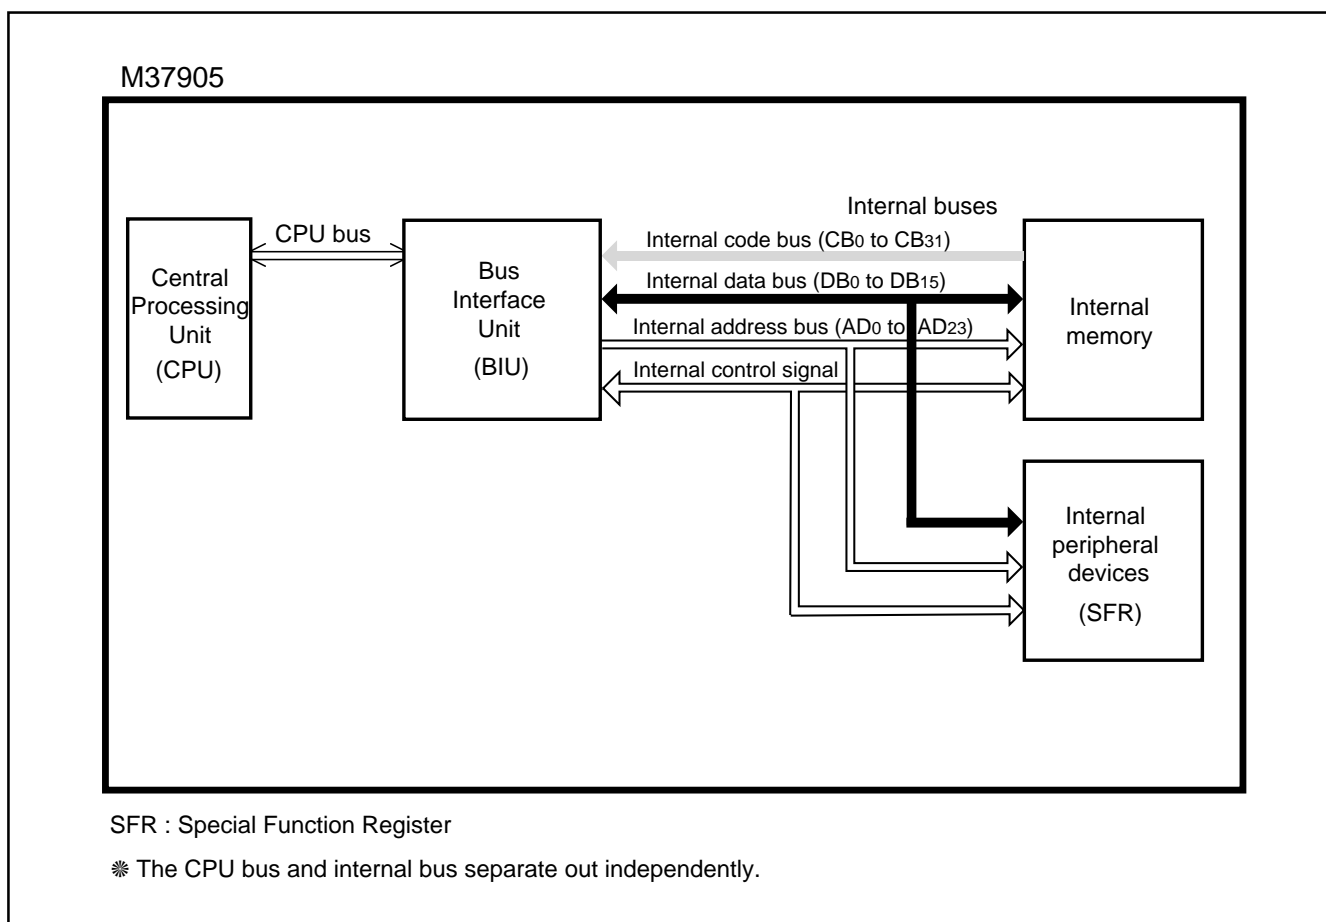 M37905
Internal buses
CPU bus
Internal code bus (CB0 to CB31)
Internal data bus (DB0 to DB15)
Internal address bus (AD0 to AD23)
Internal control signal
Central
Processing
Unit
(CPU)
Bus
Interface
Unit
(BIU)
Internal
memory
Internal
peripheral
devices
(SFR)
SFR : Special Function Register
❊ The CPU bus and internal bus separate out independently.